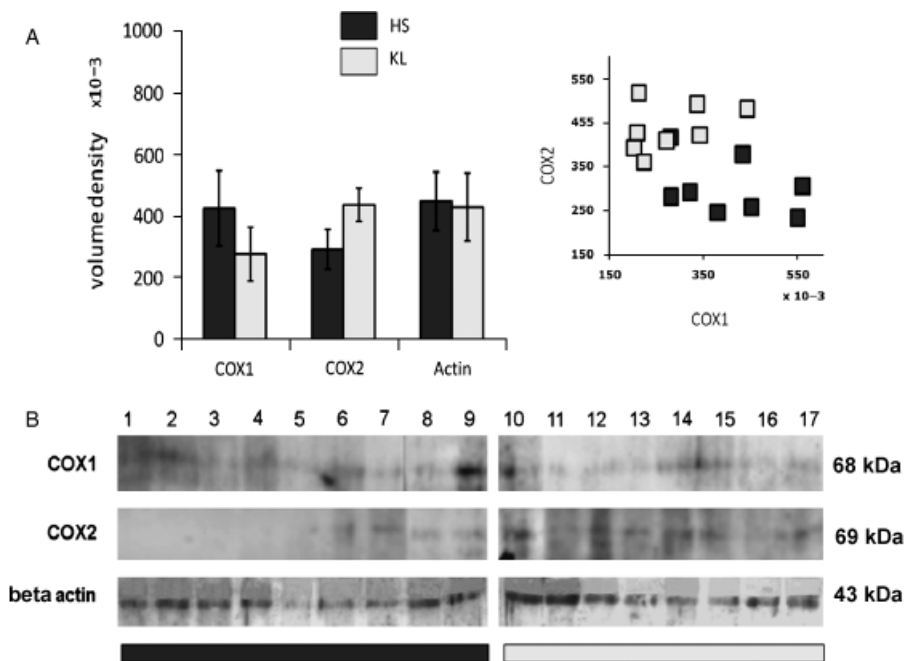 A
HS
KL
volume density x10−3
1000
800
600
400
200
0
COX1 COX2 Actin
COX2
550
455
350
250
150
150 350 550
x 10−3
COX1
B 1 2 3 4 5 6 7 8 9 10 11 12 13 14 15 16 17
COX1 68 kDa
COX2 69 kDa
beta actin 43 kDa